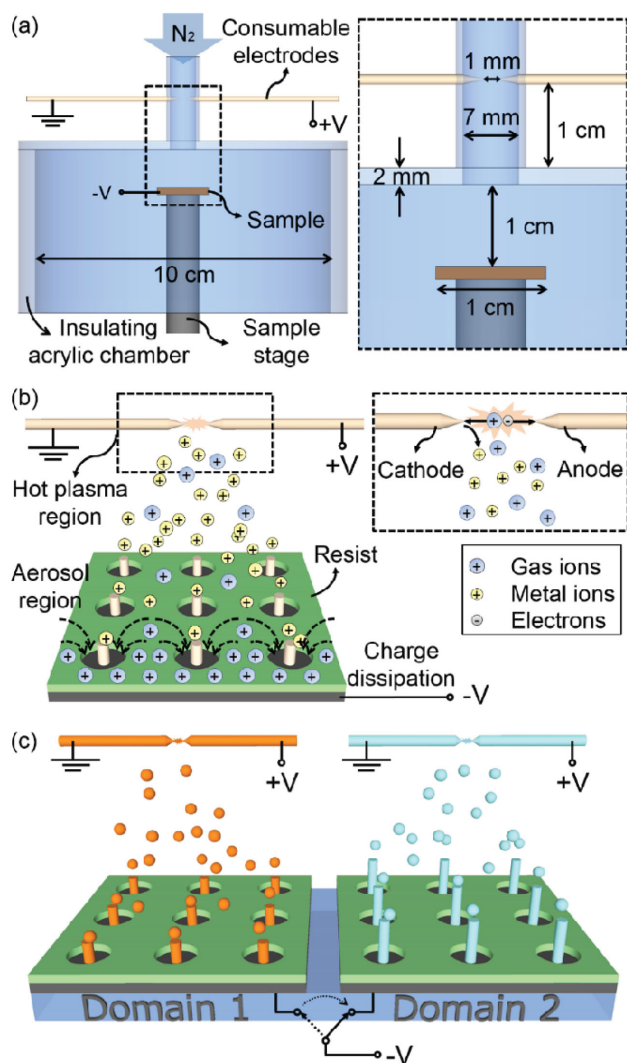 (a)
N2
Consumable
electrodes
+V
-V
Sample
10 cm
Insulating
acrylic chamber
Sample
stage
1 mm
7 mm
1 cm
2 mm
1 cm
1 cm
(b)
+V
Hot plasma
region
Aerosol
region
Resist
Charge
dissipation
-V
Cathode
Anode
+ Gas ions
+ Metal ions
- Electrons
(c)
+V
+V
Domain 1
Domain 2
-V